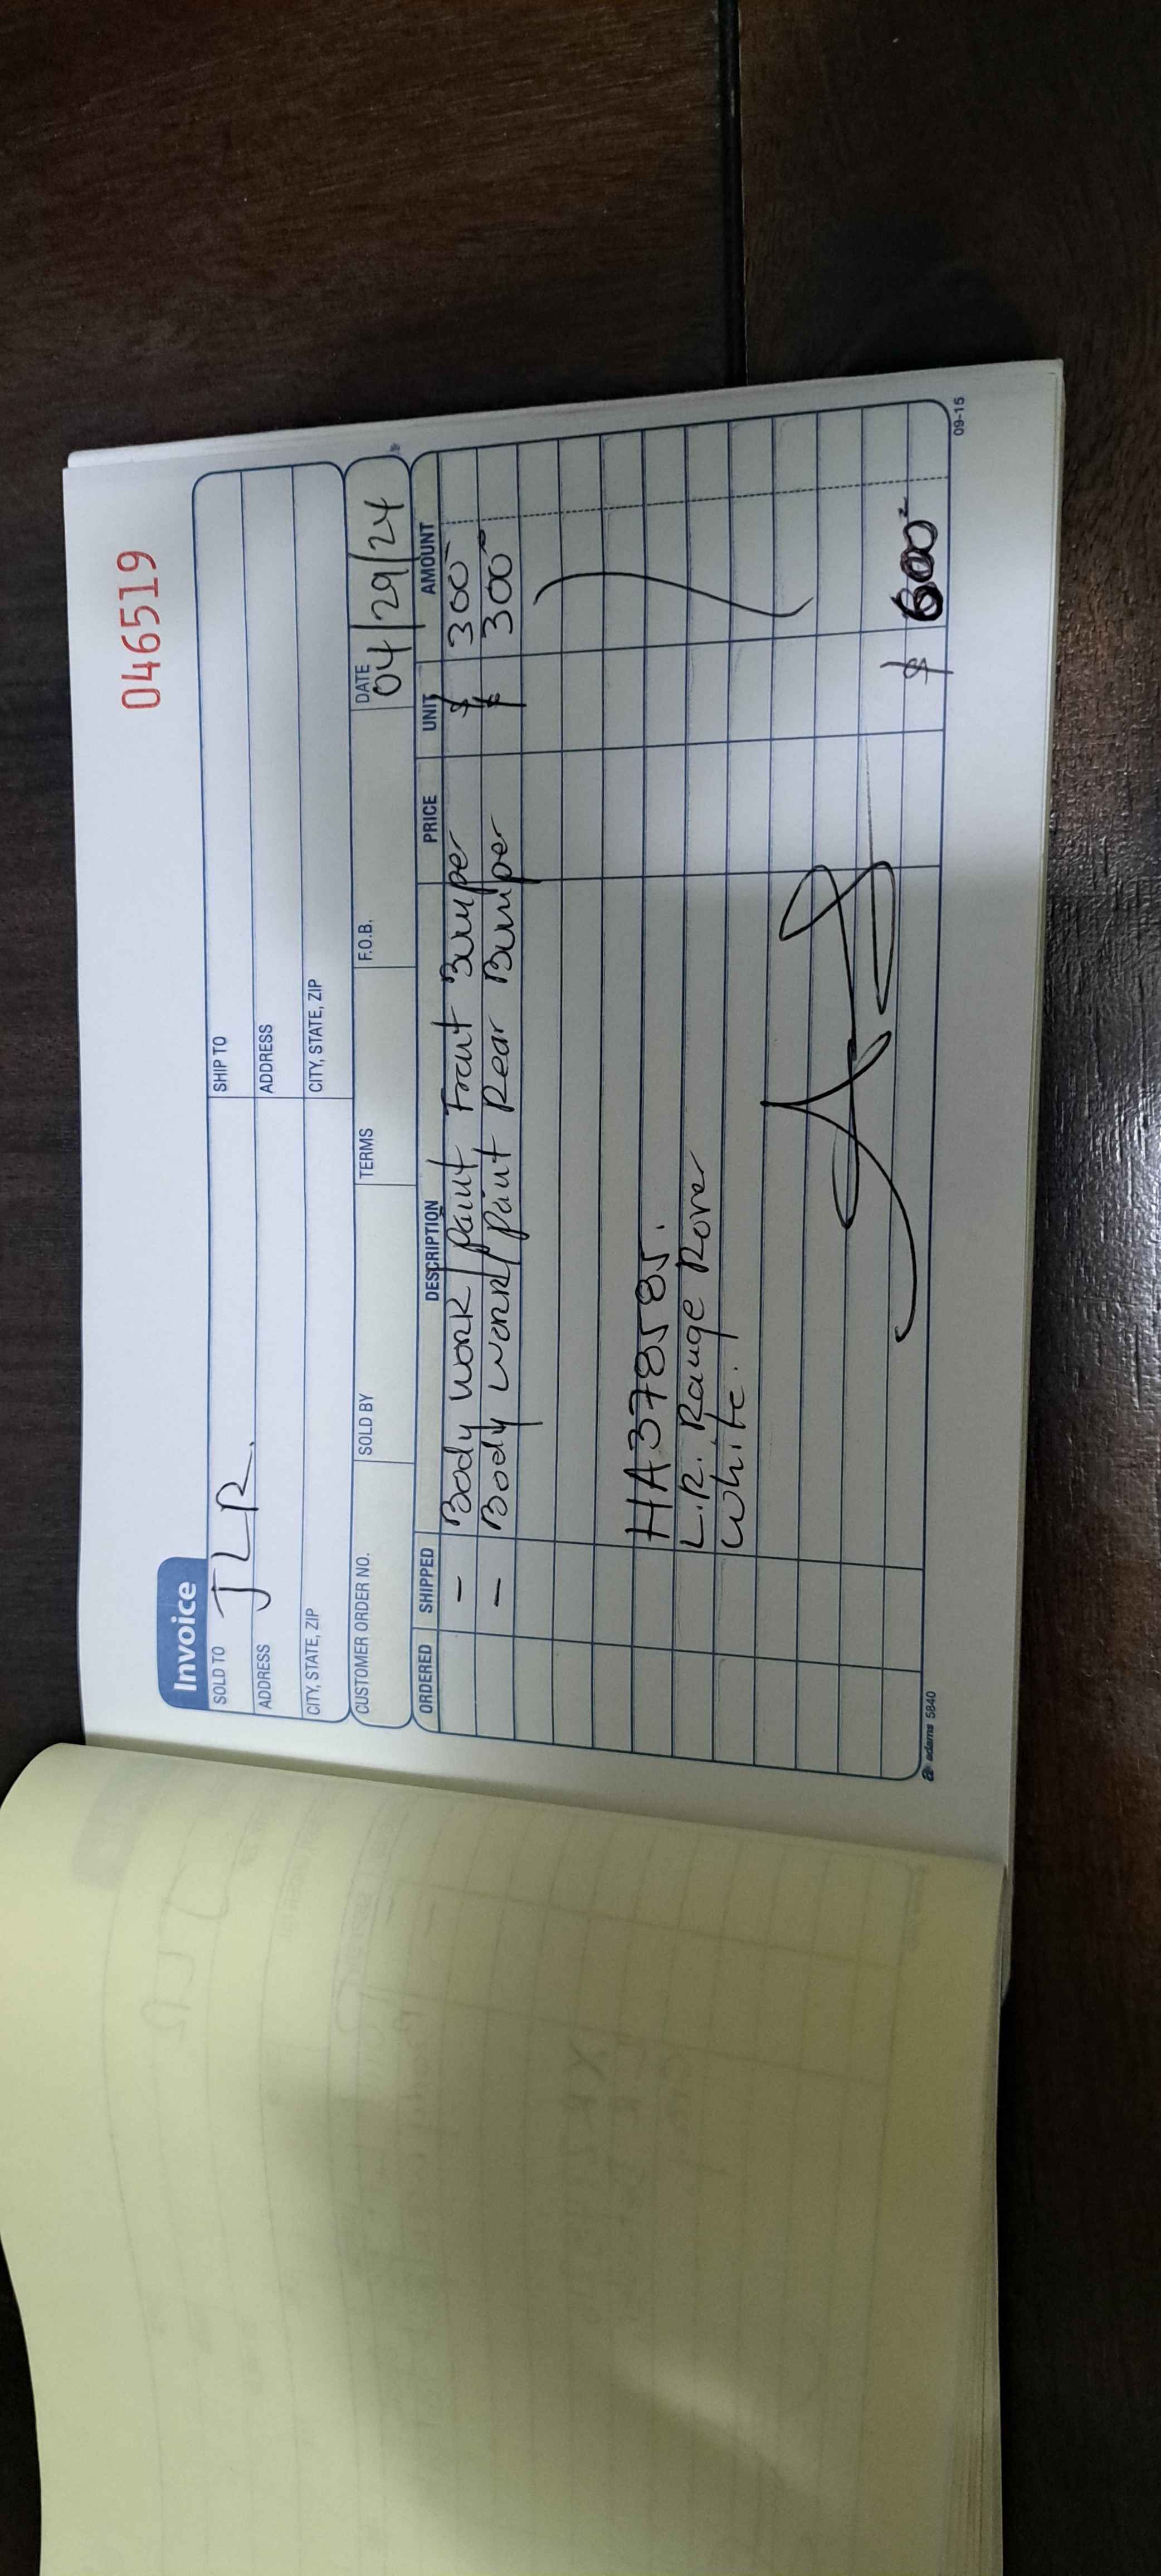 046519
Invoice
SOLD TO JLR. SHIP TO
ADDRESS ADDRESS
CITY, STATE, ZIP CITY, STATE, ZIP
CUSTOMER ORDER NO. SOLD BY TERMS F.O.B. DATE 04/29/24
ORDERED SHIPPED DESCRIPTION PRICE UNIT AMOUNT
- Body work/paint Front Bumper $ 300
- Body work/paint Rear Bumper $ 300
HA378585.
L.R. Range Rover
White.
$ 600
adams 5840 09-15